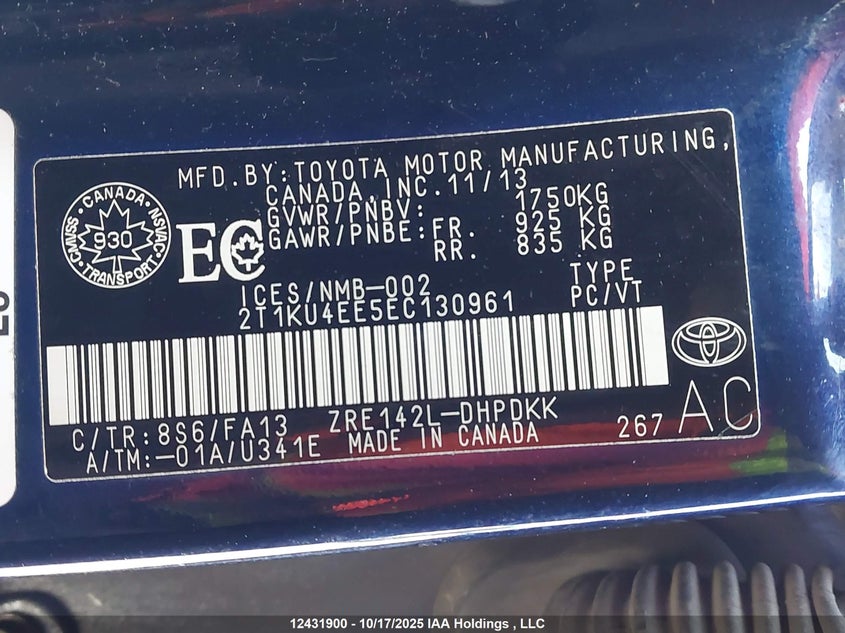 MFD.BY:TOYOTA MOTOR MANUFACTURING,
CANADA,INC.11/13
GVWR/PNBV: 1750KG
GAWR/PNBE:FR. 925 KG
RR. 835 KG
CANADA
CMVSS NSVAC
930
TRANSPORT
EC
ICES/NMB-002
TYPE
2T1KU4EE5EC130961 PC/VT
C/TR:8S6/FA13 ZRE142L-DHPDKK
A/TM:-01A/U341E MADE IN CANADA 267 AC
12431900 - 10/17/2025 IAA Holdings , LLC